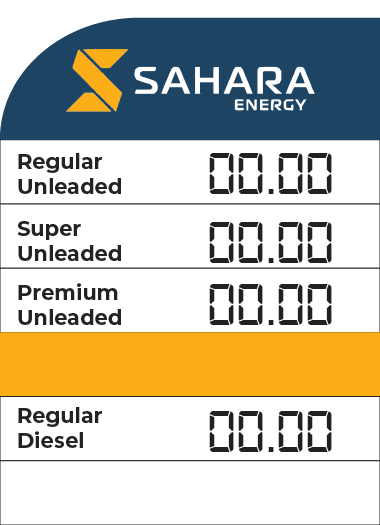 SAHARA
ENERGY
Regular
Unleaded
00.00
Super
Unleaded
00.00
Premium
Unleaded
00.00
Regular
Diesel
00.00